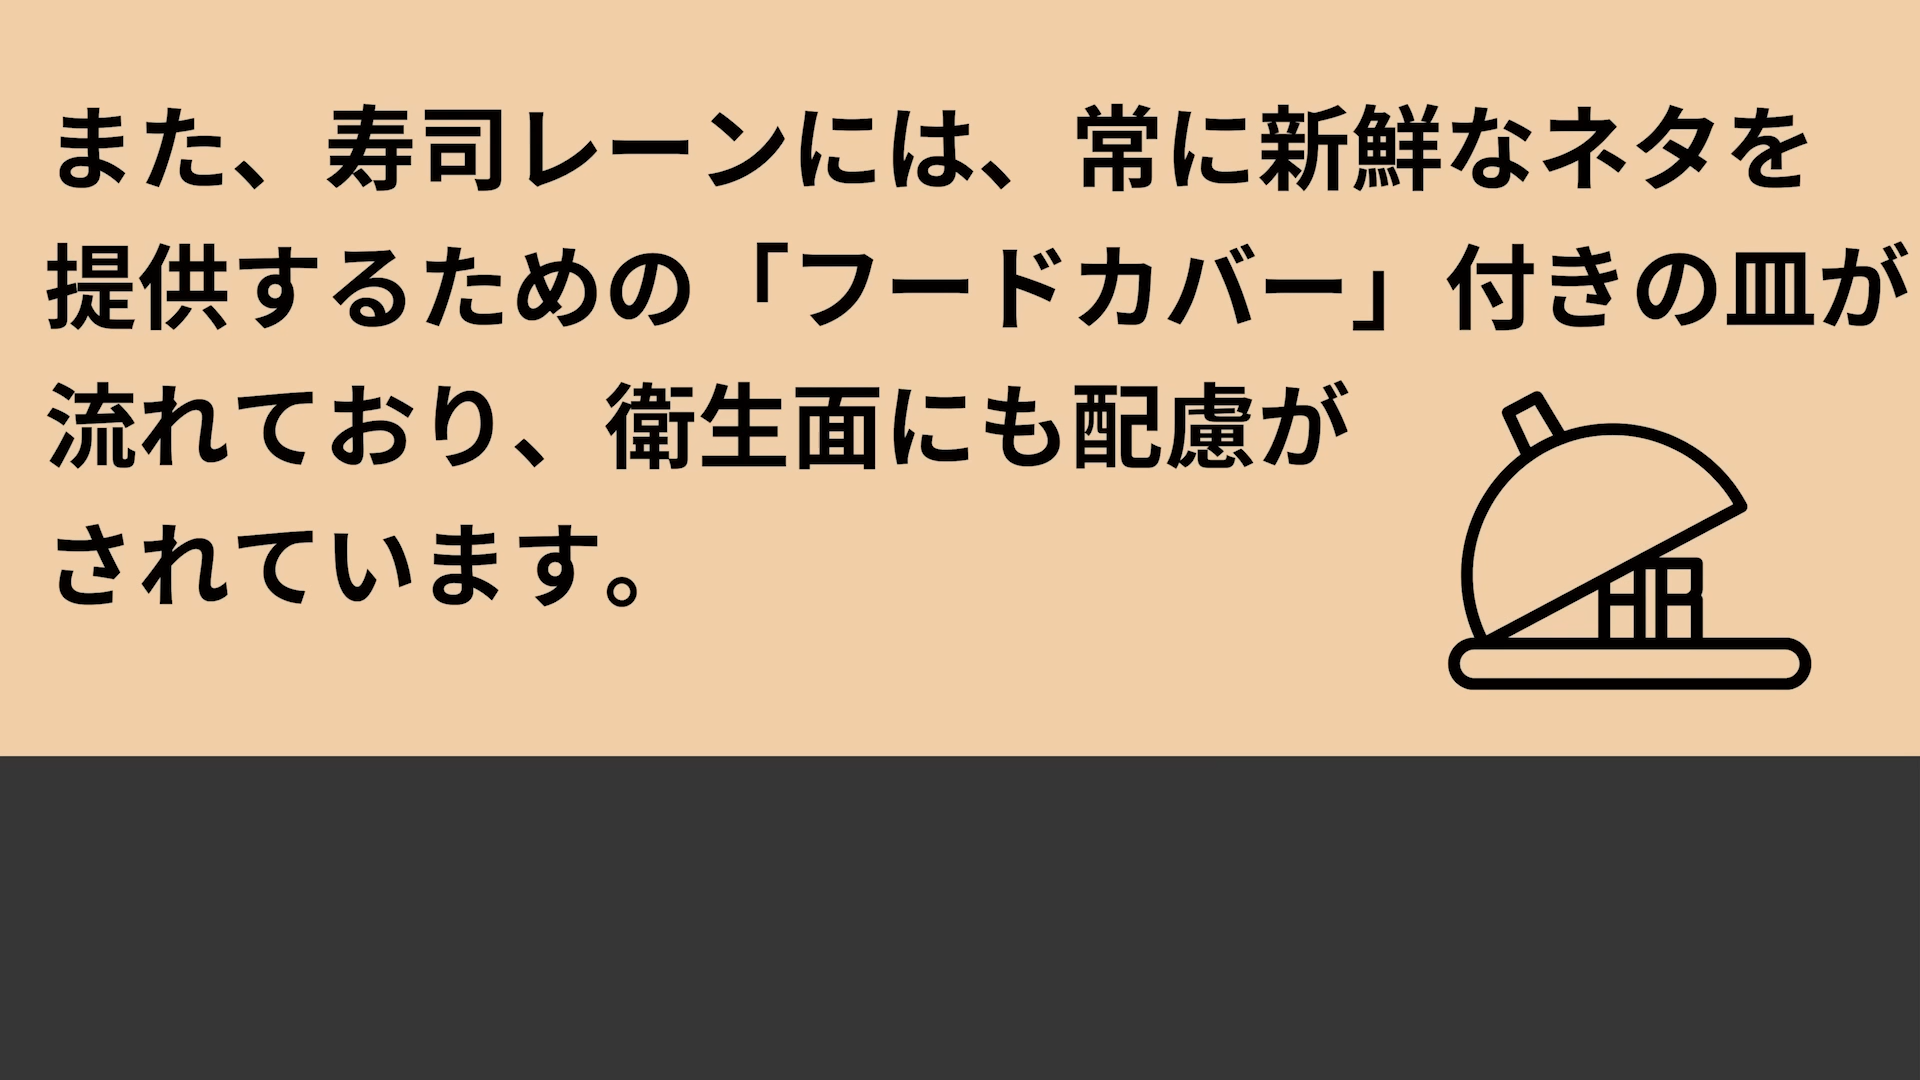 また、寿司レーンには、常に新鮮なネタを
提供するための「フードカバー」付きの皿が
流れており、衛生面にも配慮が
されています。